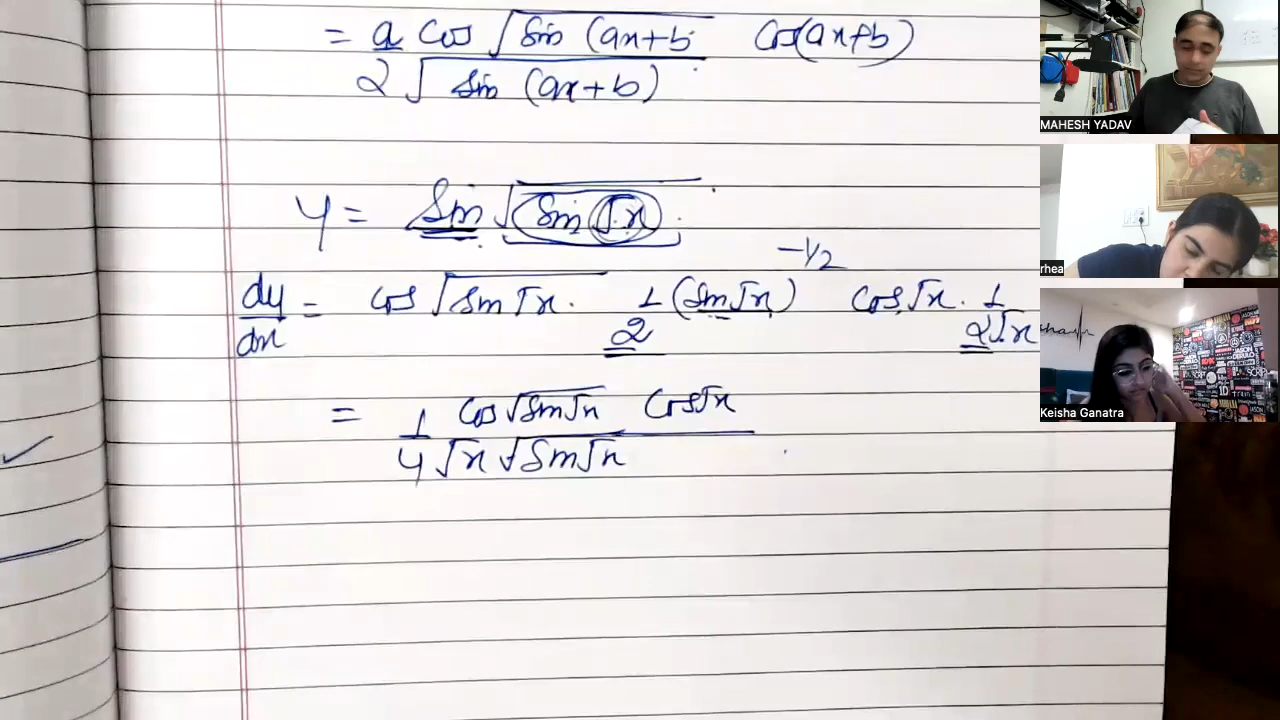 = a cos √sin (ax+b cos(ax+b)
2 √ sin (ax+b)
y = sin √sin √x
-1/2
dy/dx = cos √sin √x . 1/2 (sin √x) cos √x . 1/2√x
= 1 cos √sin √x cos √x
4 √x √sin √x
MAHESH YADAV
rhea
Keisha Ganatra